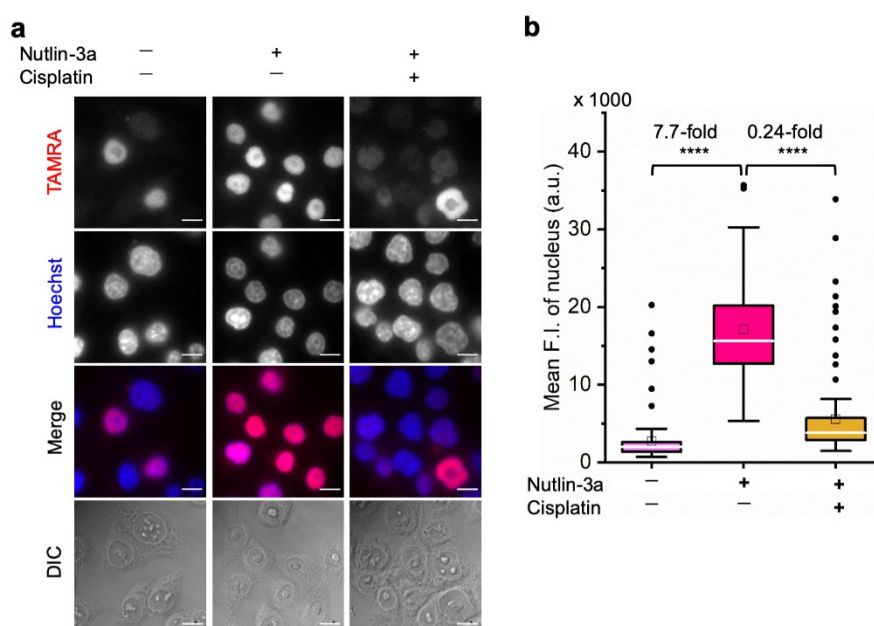 a
Nutlin-3a — + +
Cisplatin — — +
TAMRA
Hoechst
Merge
DIC
b
x 1000
7.7-fold 0.24-fold
**** ****
Mean F.I. of nucleus (a.u.)
40
30
20
10
0
Nutlin-3a — + +
Cisplatin — — +